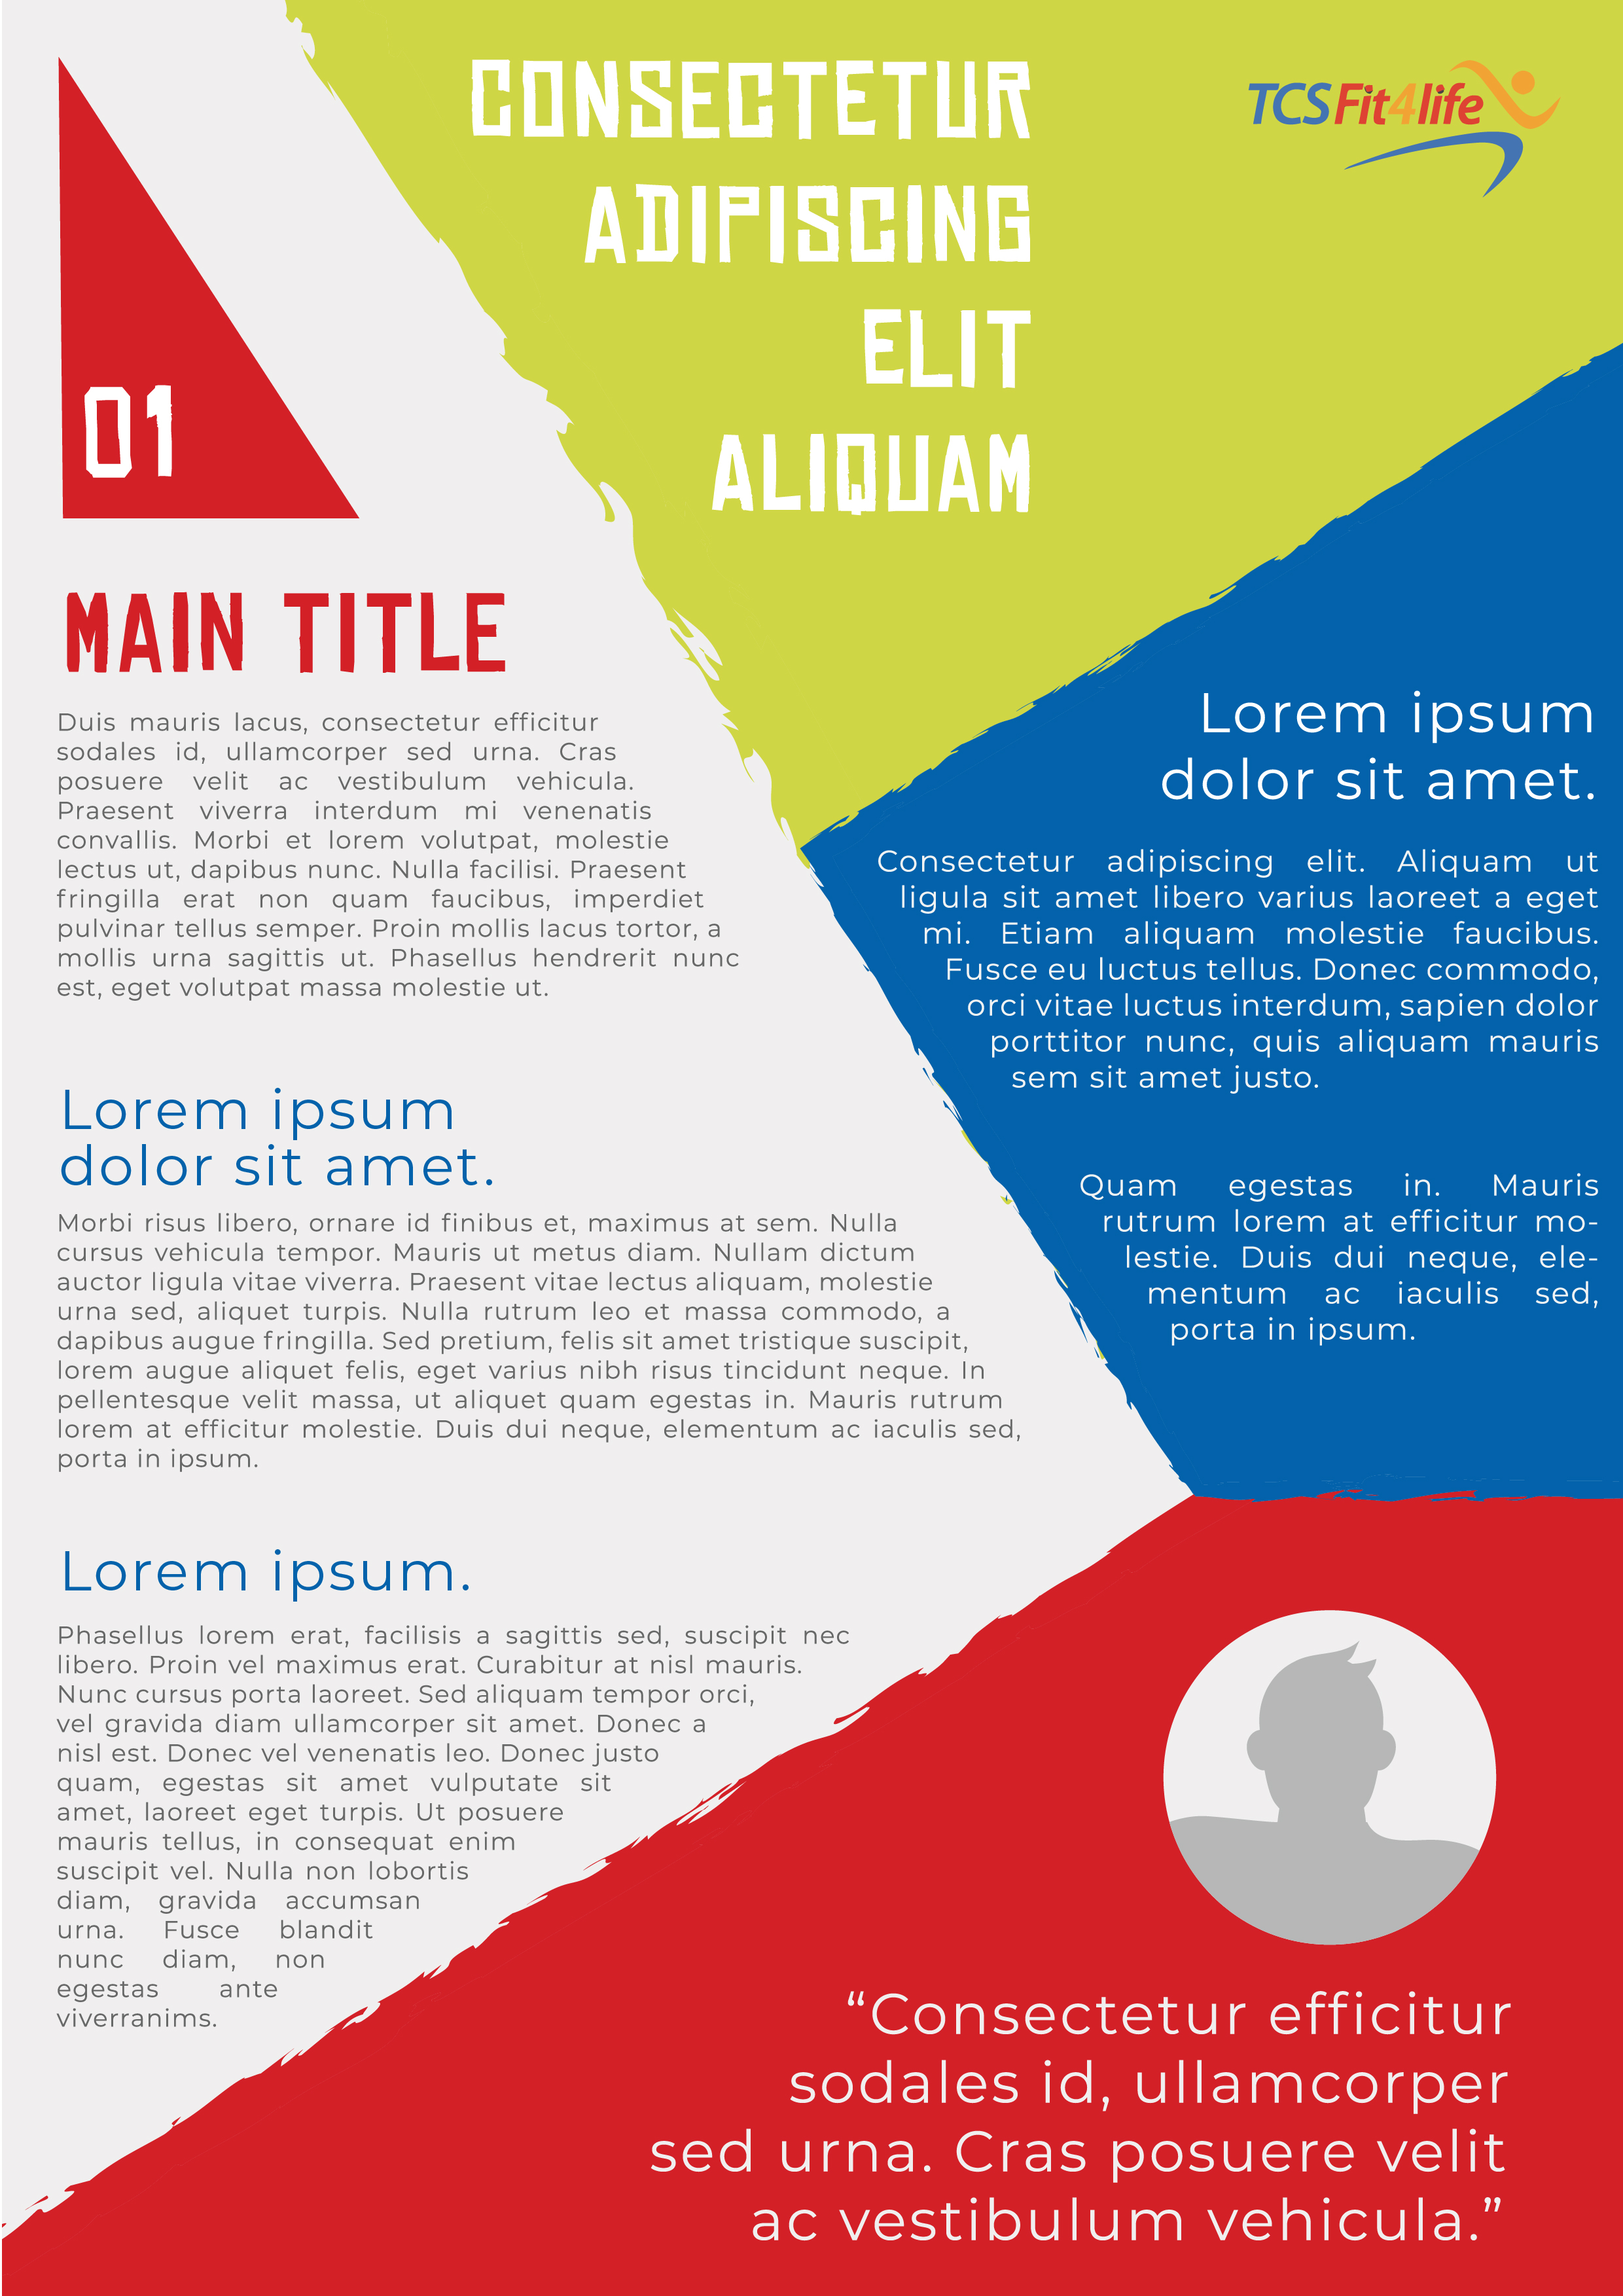 CONSECTETUR
ADIPISCING
ELIT
ALIQUAM
TCSFit4life
01
MAIN TITLE
Duis mauris lacus, consectetur efficitur
sodales id, ullamcorper sed urna. Cras
posuere velit ac vestibulum vehicula.
Praesent viverra interdum mi venenatis
convallis. Morbi et lorem volutpat, molestie
lectus ut, dapibus nunc. Nulla facilisi. Praesent
fringilla erat non quam faucibus, imperdiet
pulvinar tellus semper. Proin mollis lacus tortor, a
mollis urna sagittis ut. Phasellus hendrerit nunc
est, eget volutpat massa molestie ut.
Lorem ipsum
dolor sit amet.
Morbi risus libero, ornare id finibus et, maximus at sem. Nulla
cursus vehicula tempor. Mauris ut metus diam. Nullam dictum
auctor ligula vitae viverra. Praesent vitae lectus aliquam, molestie
urna sed, aliquet turpis. Nulla rutrum leo et massa commodo, a
dapibus augue fringilla. Sed pretium, felis sit amet tristique suscipit,
lorem augue aliquet felis, eget varius nibh risus tincidunt neque. In
pellentesque velit massa, ut aliquet quam egestas in. Mauris rutrum
lorem at efficitur molestie. Duis dui neque, elementum ac iaculis sed,
porta in ipsum.
Lorem ipsum.
Phasellus lorem erat, facilisis a sagittis sed, suscipit nec
libero. Proin vel maximus erat. Curabitur at nisl mauris.
Nunc cursus porta laoreet. Sed aliquam tempor orci,
vel gravida diam ullamcorper sit amet. Donec a
nisl est. Donec vel venenatis leo. Donec justo
quam, egestas sit amet vulputate sit
amet, laoreet eget turpis. Ut posuere
mauris tellus, in consequat enim
suscipit vel. Nulla non lobortis
diam, gravida accumsan
urna. Fusce blandit
nunc diam, non
egestas ante
viverranims.
Lorem ipsum
dolor sit amet.
Consectetur adipiscing elit. Aliquam ut
ligula sit amet libero varius laoreet a eget
mi. Etiam aliquam molestie faucibus.
Fusce eu luctus tellus. Donec commodo,
orci vitae luctus interdum, sapien dolor
porttitor nunc, quis aliquam mauris
sem sit amet justo.
Quam egestas in. Mauris
rutrum lorem at efficitur mo-
lestie. Duis dui neque, ele-
mentum ac iaculis sed,
porta in ipsum.
“Consectetur efficitur
sodales id, ullamcorper
sed urna. Cras posuere velit
ac vestibulum vehicula.”